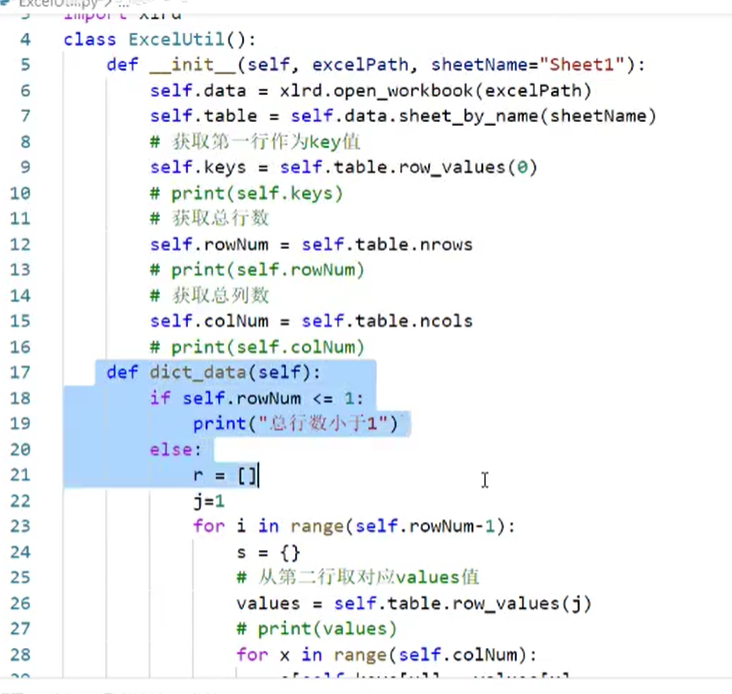 4 class ExcelUtil():
5     def __init__(self, excelPath, sheetName="Sheet1"):
6         self.data = xlrd.open_workbook(excelPath)
7         self.table = self.data.sheet_by_name(sheetName)
8         # 获取第一行作为key值
9         self.keys = self.table.row_values(0)
10         # print(self.keys)
11         # 获取总行数
12         self.rowNum = self.table.nrows
13         # print(self.rowNum)
14         # 获取总列数
15         self.colNum = self.table.ncols
16         # print(self.colNum)
17     def dict_data(self):
18         if self.rowNum <= 1:
19             print("总行数小于1")
20         else:
21             r = []
22             j=1
23             for i in range(self.rowNum-1):
24                 s = {}
25                 # 从第二行取对应values值
26                 values = self.table.row_values(j)
27                 # print(values)
28                 for x in range(self.colNum):